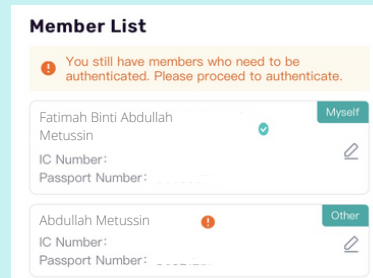 Member List
You still have members who need to be
authenticated. Please proceed to authenticate.
Myself
Fatimah Binti Abdullah
Metussin
IC Number:
Passport Number:
Other
Abdullah Metussin
IC Number:
Passport Number: